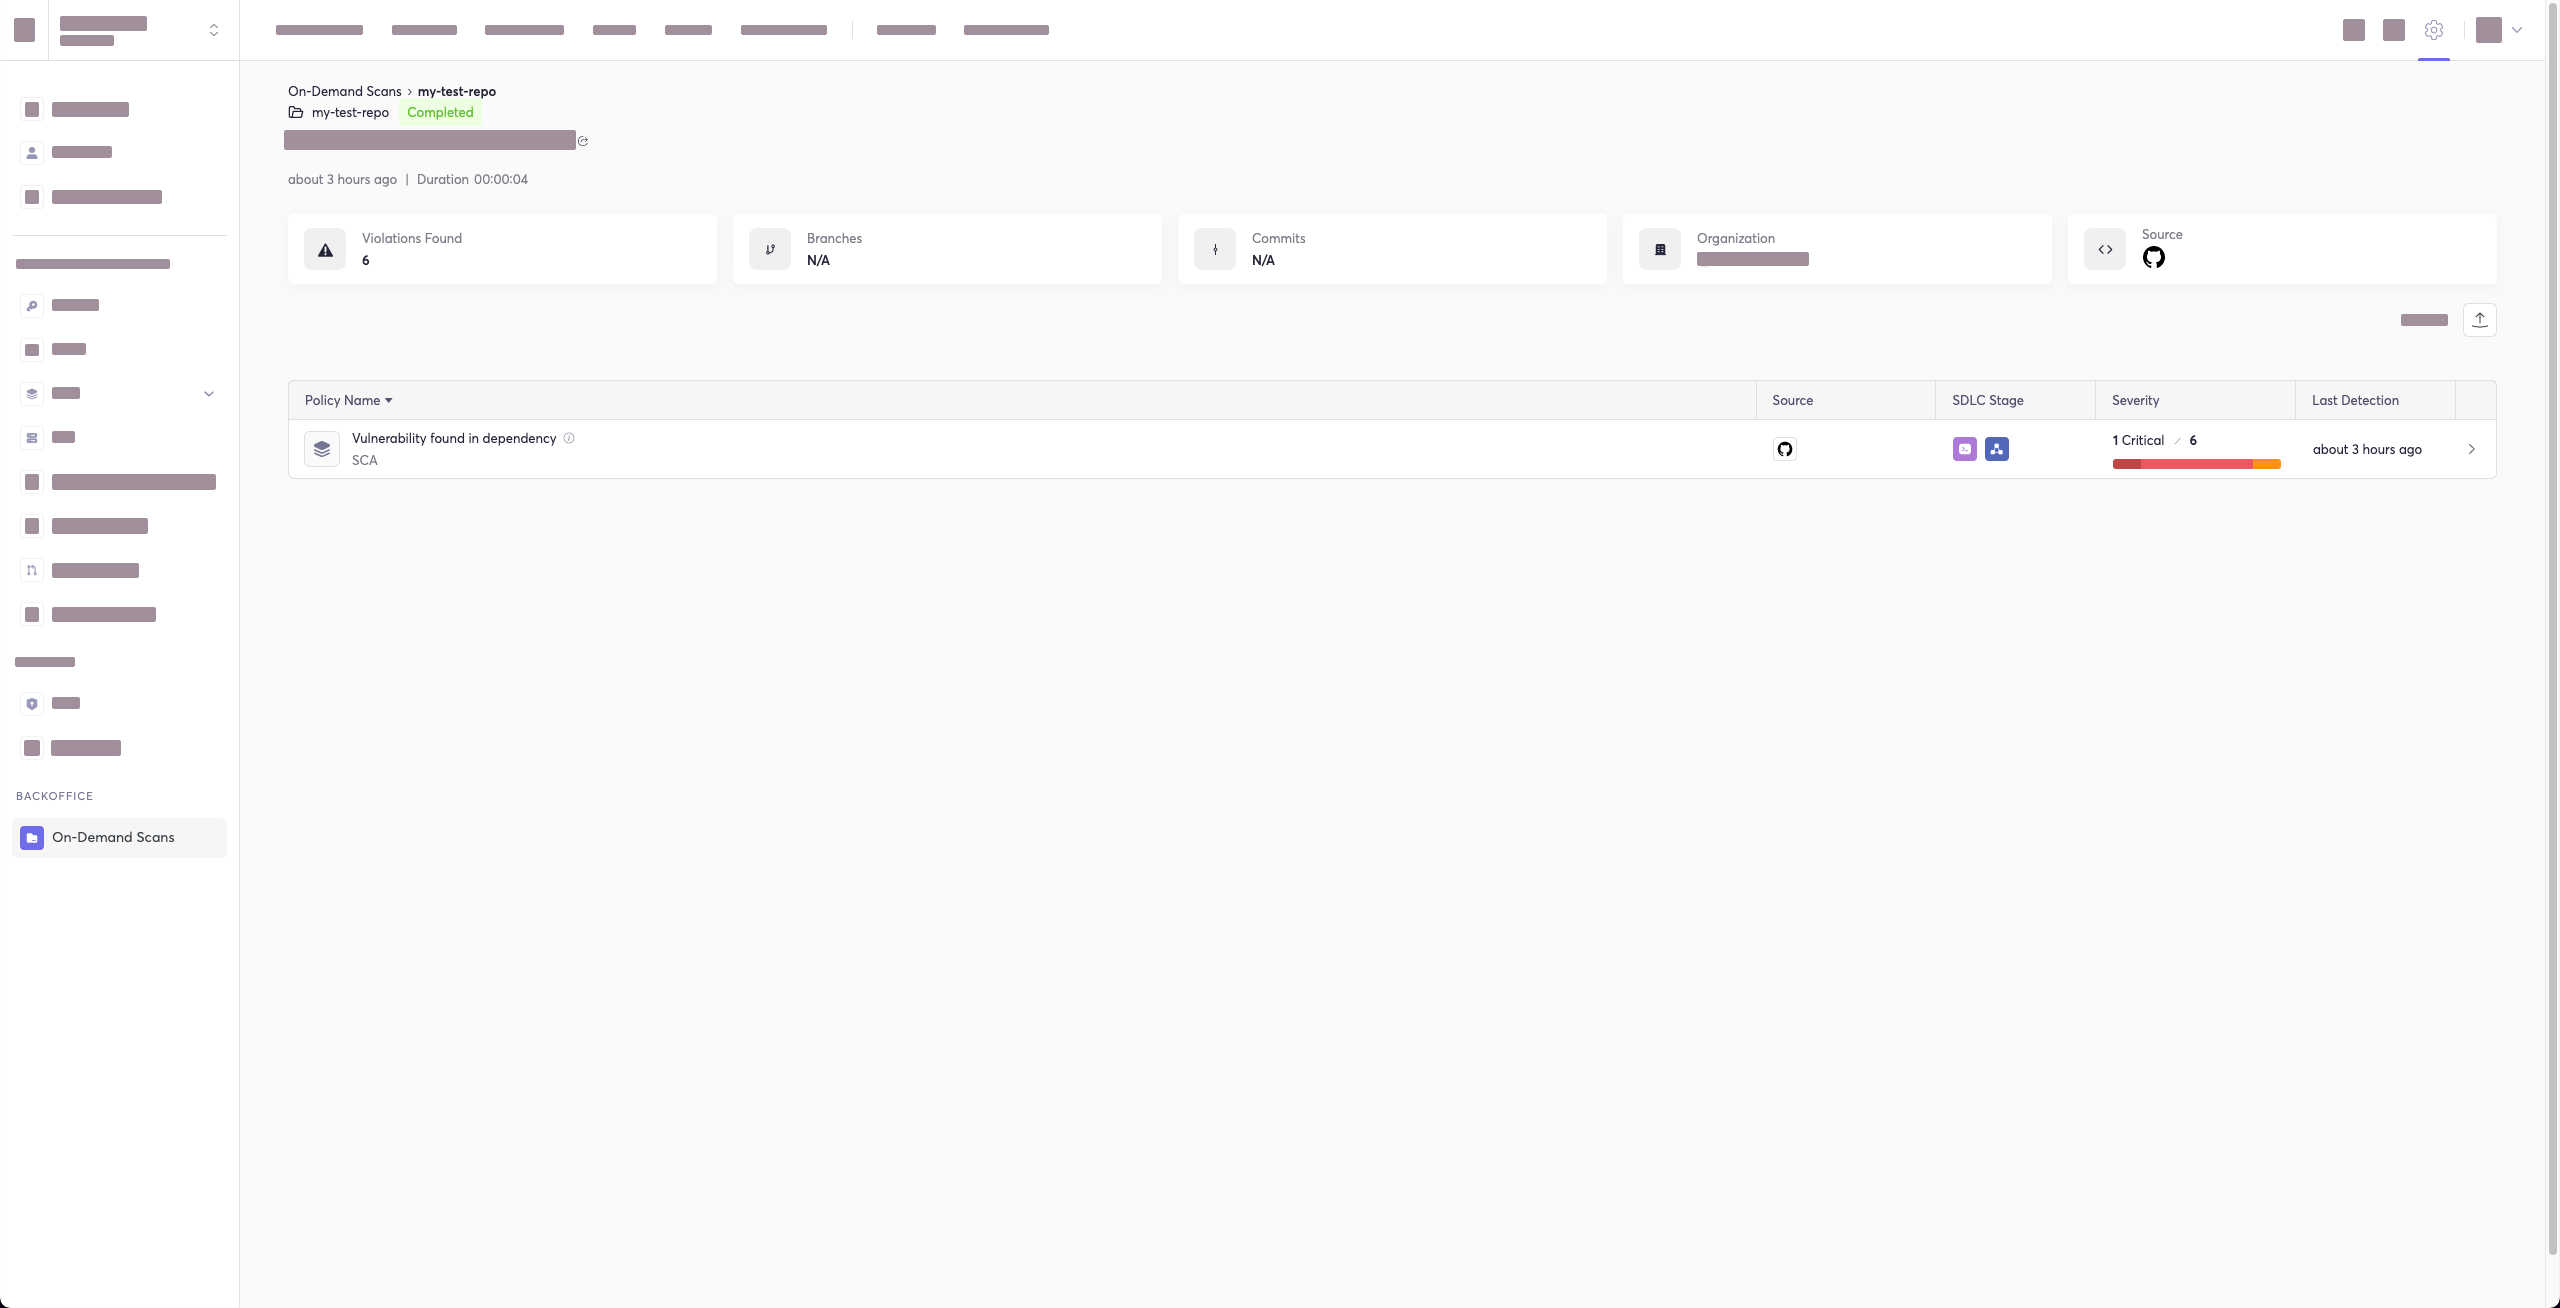 On-Demand Scans › my-test-repo
my-test-repo Completed
about 3 hours ago | Duration 00:00:04
Violations Found
6
Branches
N/A
Commits
N/A
Organization
Source
Policy Name Source SDLC Stage Severity Last Detection
Vulnerability found in dependency
SCA
1 Critical / 6
about 3 hours ago
BACKOFFICE
On-Demand Scans